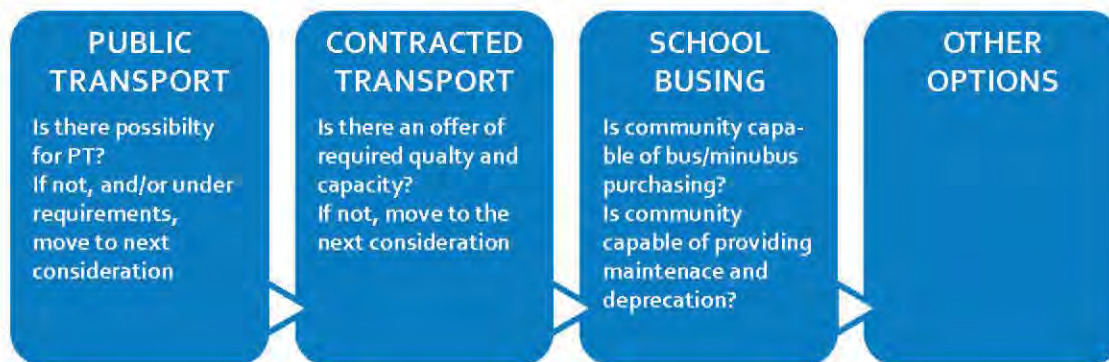 PUBLIC
TRANSPORT
Is there possibilty
for PT?
If not, and/or under
requirements,
move to next
consideration
CONTRACTED
TRANSPORT
Is there an offer of
required qualty and
capacity?
If not, move to the
next consideration
SCHOOL
BUSING
Is community capa-
ble of bus/minubus
purchasing?
Is community
capable of providing
maintenace and
deprecation?
OTHER
OPTIONS